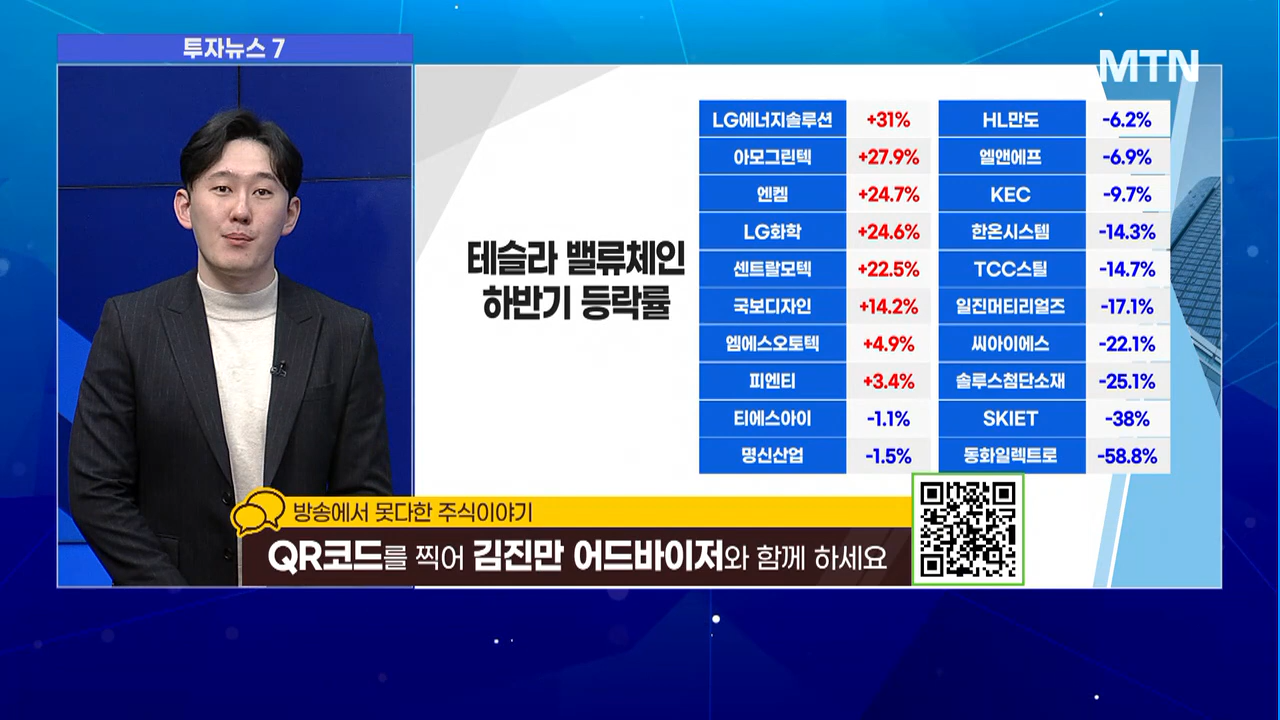 투자뉴스 7
MTN
테슬라 밸류체인
하반기 등락률
LG에너지솔루션 +31% HL만도 -6.2%
아모그린텍 +27.9% 엘앤에프 -6.9%
엔켐 +24.7% KEC -9.7%
LG화학 +24.6% 한온시스템 -14.3%
센트랄모텍 +22.5% TCC스틸 -14.7%
국보디자인 +14.2% 일진머티리얼즈 -17.1%
엠에스오토텍 +4.9% 씨아이에스 -22.1%
피엔티 +3.4% 솔루스첨단소재 -25.1%
티에스아이 -1.1% SKIET -38%
명신산업 -1.5% 동화일렉트로 -58.8%
방송에서 못다한 주식이야기
QR코드를 찍어 김진만 어드바이저와 함께 하세요